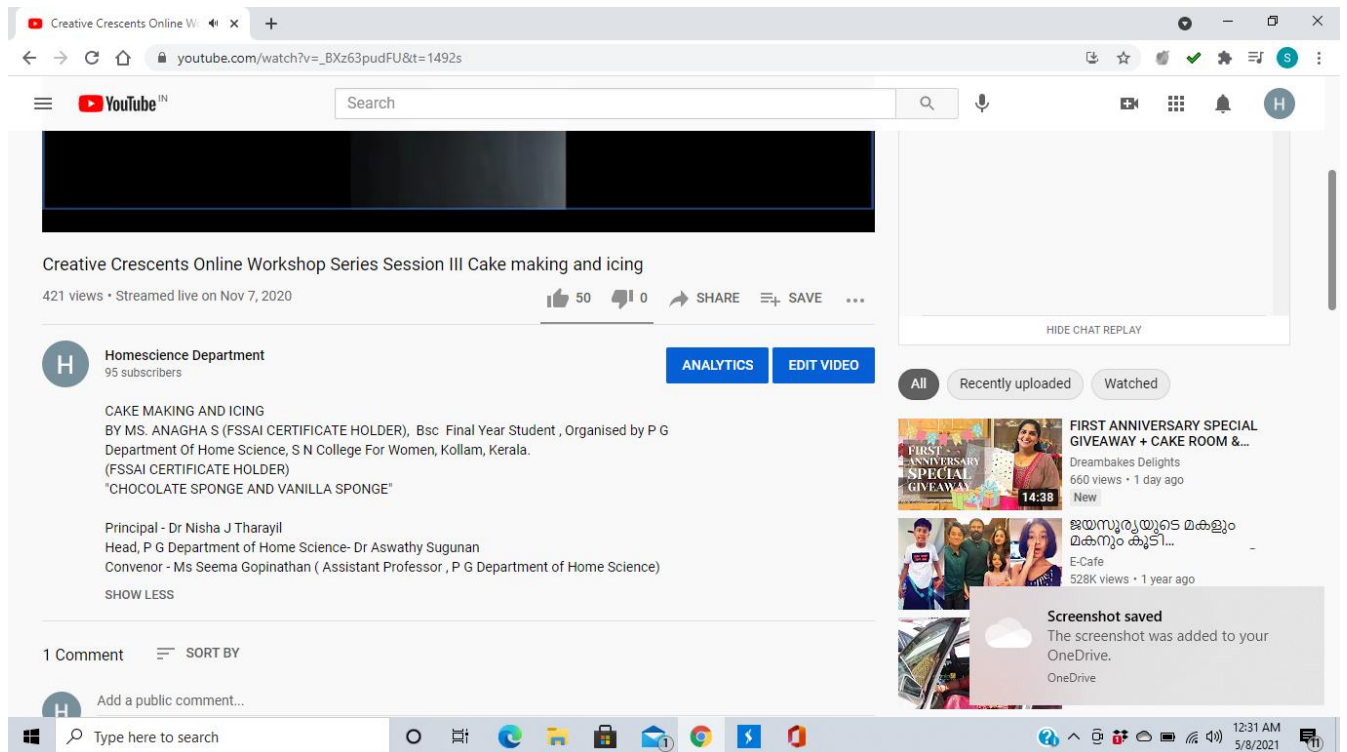 Creative Crescents Online W
youtube.com/watch?v=_BXz63pudFU&t=1492s
S
YouTube IN
Search
H
Creative Crescents Online Workshop Series Session III Cake making and icing
421 views • Streamed live on Nov 7, 2020
50
0
SHARE
SAVE
HIDE CHAT REPLAY
H
Homescience Department
95 subscribers
ANALYTICS
EDIT VIDEO
CAKE MAKING AND ICING
BY MS. ANAGHA S (FSSAI CERTIFICATE HOLDER), Bsc Final Year Student , Organised by P G
Department Of Home Science, S N College For Women, Kollam, Kerala.
(FSSAI CERTIFICATE HOLDER)
"CHOCOLATE SPONGE AND VANILLA SPONGE"
Principal - Dr Nisha J Tharayil
Head, P G Department of Home Science- Dr Aswathy Sugunan
Convenor - Ms Seema Gopinathan ( Assistant Professor , P G Department of Home Science)
SHOW LESS
1 Comment
SORT BY
H
Add a public comment...
All
Recently uploaded
Watched
FIRST
ANNIVERSARY
SPECIAL
GIVEAWAY
14:38
FIRST ANNIVERSARY SPECIAL
GIVEAWAY + CAKE ROOM &...
Dreambakes Delights
660 views • 1 day ago
New
ജയസൂര്യയുടെ മകളും
മകനും കൂടി...
E-Cafe
528K views • 1 year ago
Screenshot saved
The screenshot was added to your
OneDrive.
OneDrive
Type here to search
1
12:31 AM
5/8/2021
11